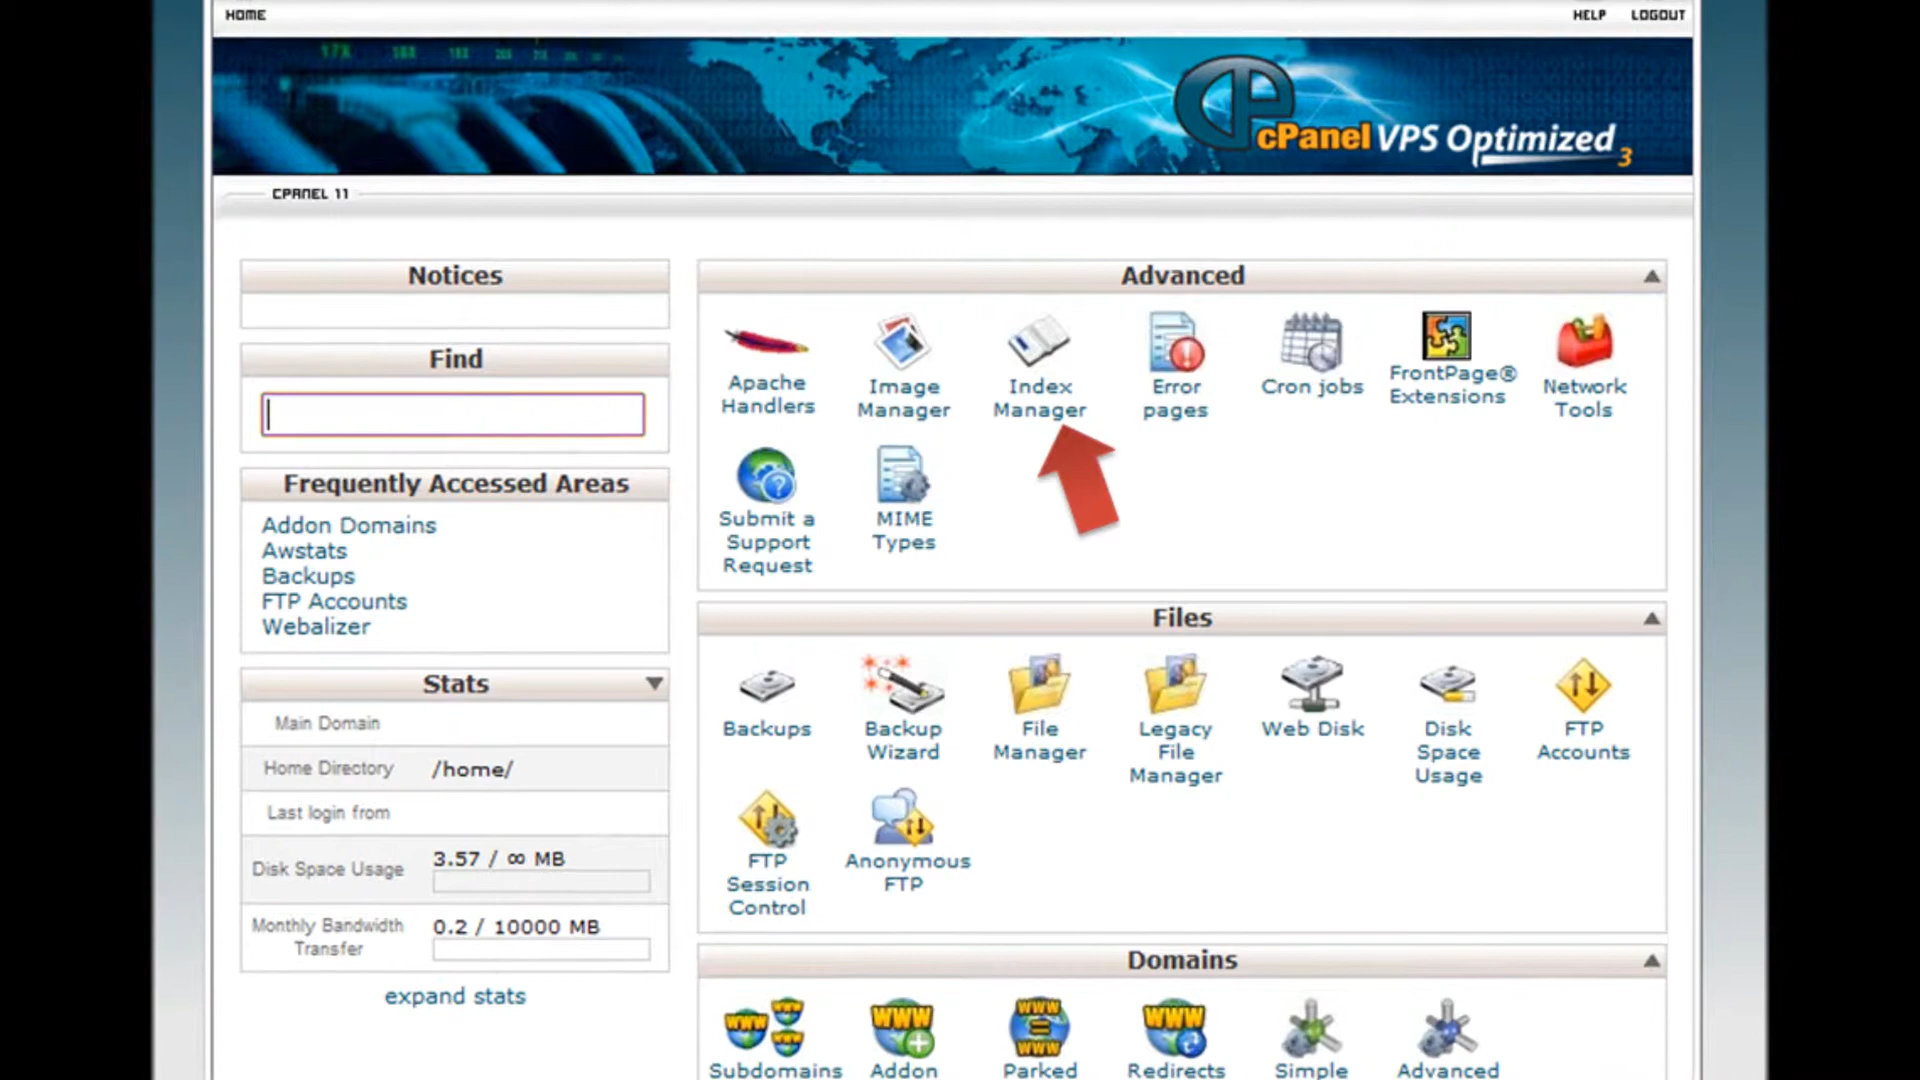 HOME
HELP
LOGOUT
cPanel VPS Optimized 3
CPANEL 11
Notices
Find
Frequently Accessed Areas
Addon Domains
Awstats
Backups
FTP Accounts
Webalizer
Stats
Main Domain
Home Directory
/home/
Last login from
Disk Space Usage
3.57 / ∞ MB
Monthly Bandwidth
Transfer
0.2 / 10000 MB
expand stats
Advanced
Apache
Handlers
Image
Manager
Index
Manager
Error
pages
Cron jobs
FrontPage®
Extensions
Network
Tools
Submit a
Support
Request
MIME
Types
Files
Backups
Backup
Wizard
File
Manager
Legacy
File
Manager
Web Disk
Disk
Space
Usage
FTP
Accounts
FTP
Session
Control
Anonymous
FTP
Domains
Subdomains
Addon
Parked
Redirects
Simple
Advanced